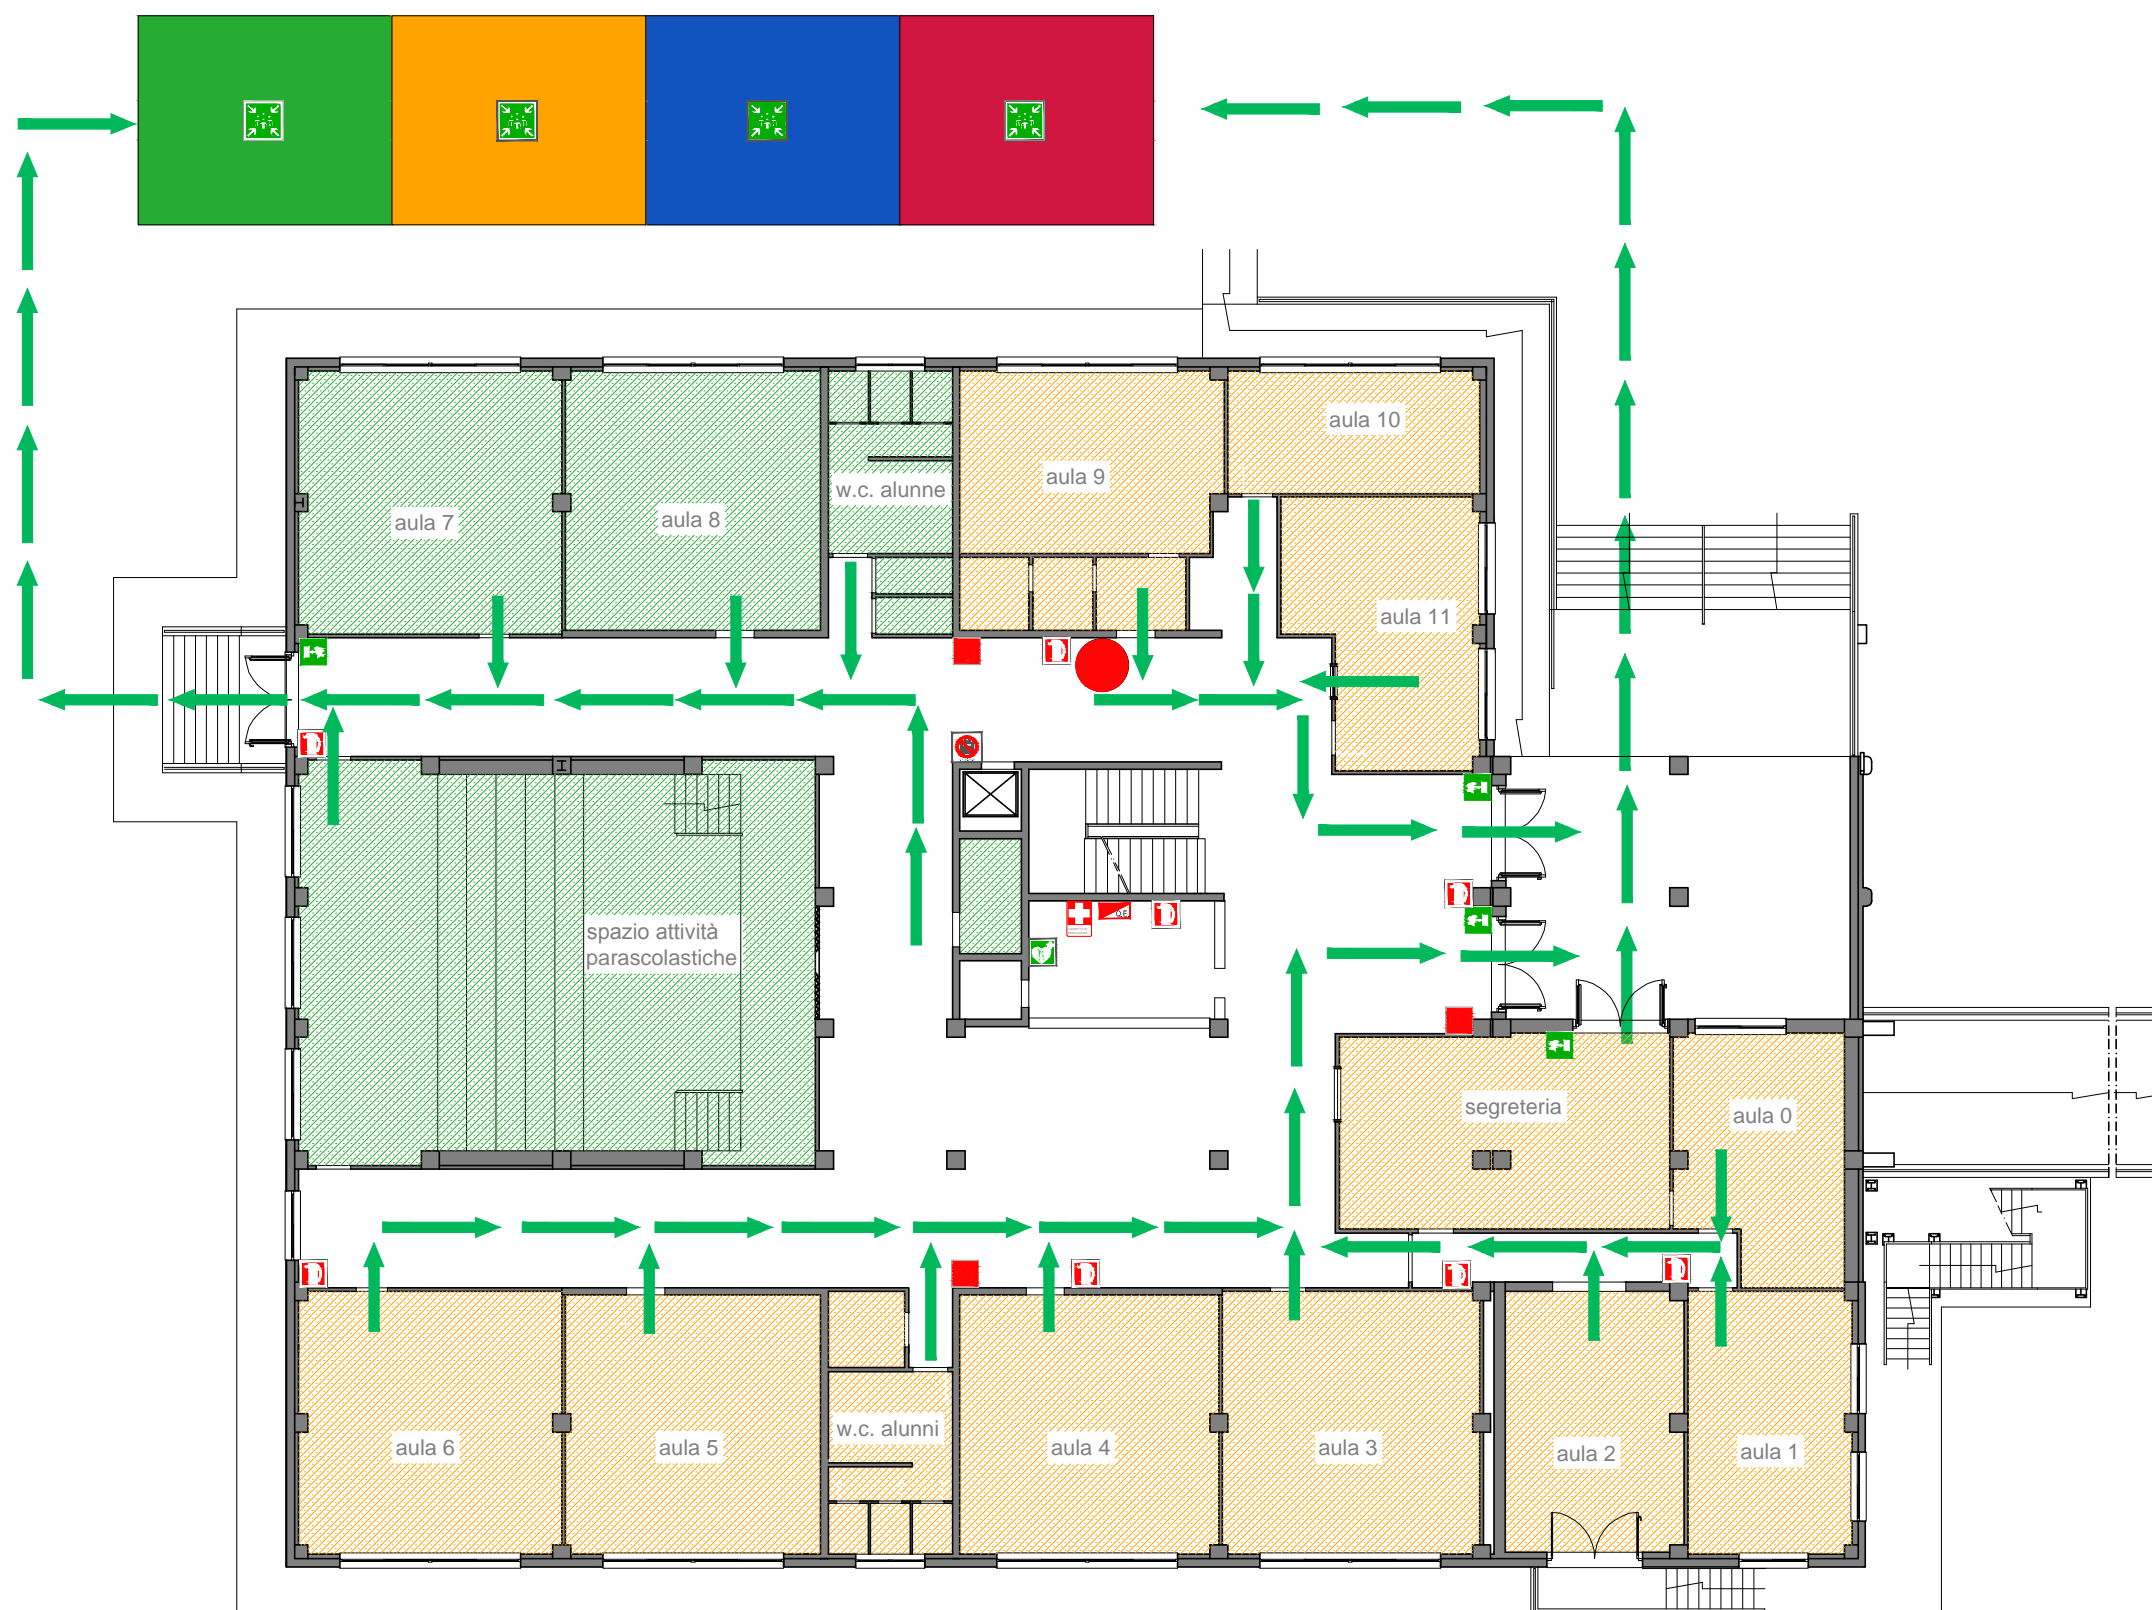 aula 10
aula 9
w.c. alunne
aula 7
aula 8
aula 11
Q.E.
spazio attività
parascolastiche
segreteria
aula 0
w.c. alunni
aula 6
aula 5
aula 4
aula 3
aula 2
aula 1